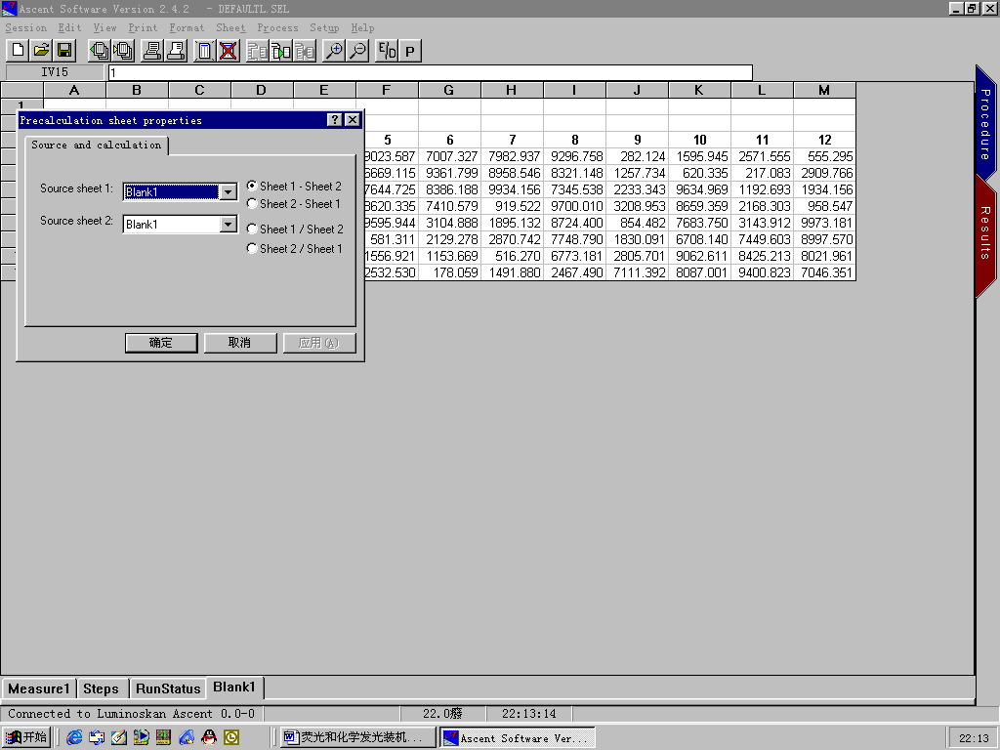 Ascent Software Version 2.4.2 - DEFAULTL.SEL
Session Edit View Print Format Sheet Process Setup Help
E/D P
IV15 1
A B C D E F G H I J K L M
1
Precalculation sheet properties
Source and calculation
Source sheet 1: Blank1
Source sheet 2: Blank1
Sheet 1 - Sheet 2
Sheet 2 - Sheet 1
Sheet 1 / Sheet 2
Sheet 2 / Sheet 1
确定 取消 应用(A)
5 6 7 8 9 10 11 12
9023.587 7007.327 7982.937 9296.758 282.124 1595.945 2571.555 555.295
6669.115 9361.799 8958.546 8321.148 1257.734 620.335 217.083 2909.766
7644.725 8386.188 9934.156 7345.538 2233.343 9634.969 1192.693 1934.156
8620.335 7410.579 919.522 9700.010 3208.953 8659.359 2168.303 958.547
9595.944 3104.888 1895.132 8724.400 854.482 7683.750 3143.912 9973.181
581.311 2129.278 2870.742 7748.790 1830.091 6708.140 7449.603 8997.570
1556.921 1153.669 516.270 6773.181 2805.701 9062.611 8425.213 8021.961
2532.530 178.059 1491.880 2467.490 7111.392 8087.001 9400.823 7046.351
Procedure
Results
Measure1 Steps RunStatus Blank1
Connected to Luminoskan Ascent 0.0-0 22.0癈 22:13:14
开始 荧光和化学发光装机... Ascent Software Ver... 22:13